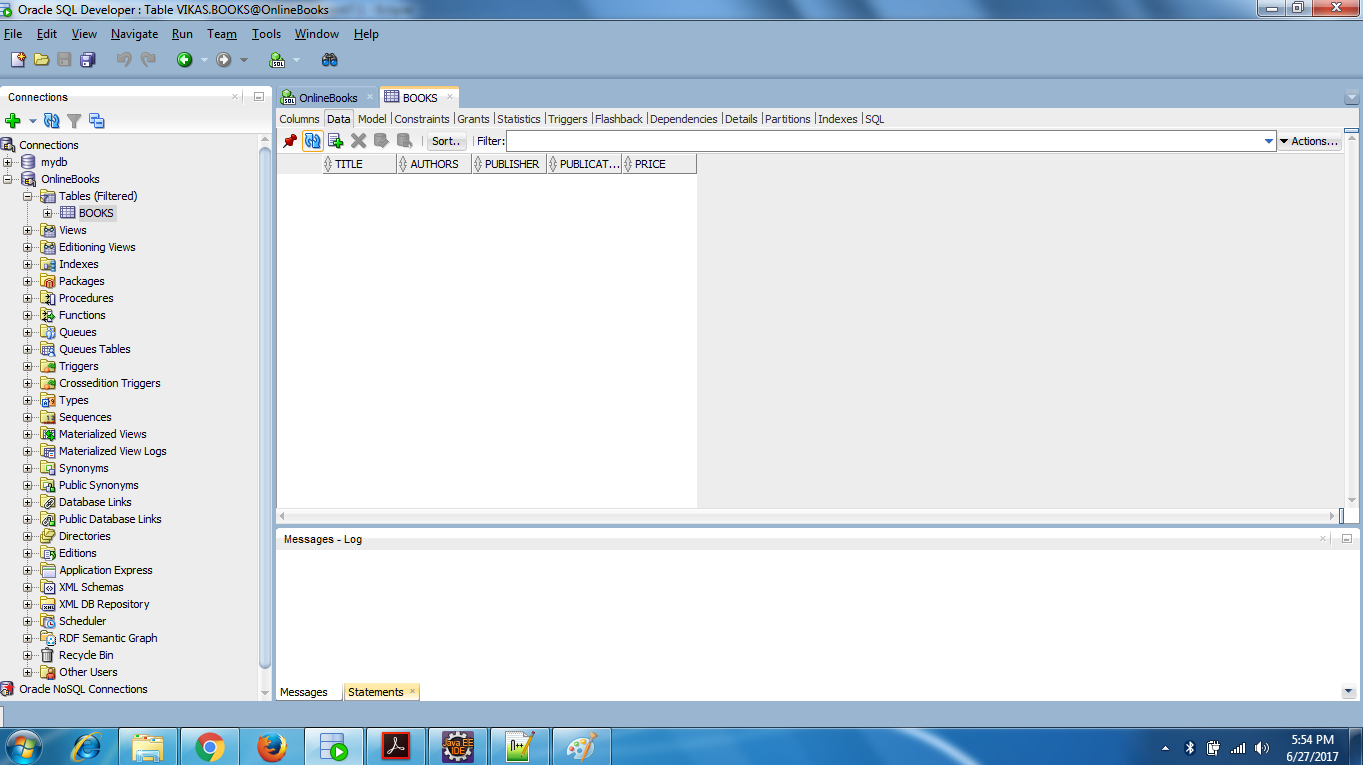 Oracle SQL Developer : Table VIKAS.BOOKS@OnlineBooks
File Edit View Navigate Run Team Tools Window Help
Connections
Connections
mydb
OnlineBooks
Tables (Filtered)
BOOKS
Views
Editioning Views
Indexes
Packages
Procedures
Functions
Queues
Queues Tables
Triggers
Crossedition Triggers
Types
Sequences
Materialized Views
Materialized View Logs
Synonyms
Public Synonyms
Database Links
Public Database Links
Directories
Editions
Application Express
XML Schemas
XML DB Repository
Scheduler
RDF Semantic Graph
Recycle Bin
Other Users
Oracle NoSQL Connections
OnlineBooks BOOKS
Columns Data Model Constraints Grants Statistics Triggers Flashback Dependencies Details Partitions Indexes SQL
Sort.. Filter: Actions...
TITLE AUTHORS PUBLISHER PUBLICAT... PRICE
Messages - Log
Messages Statements
Java EE
IDE
5:54 PM
6/27/2017